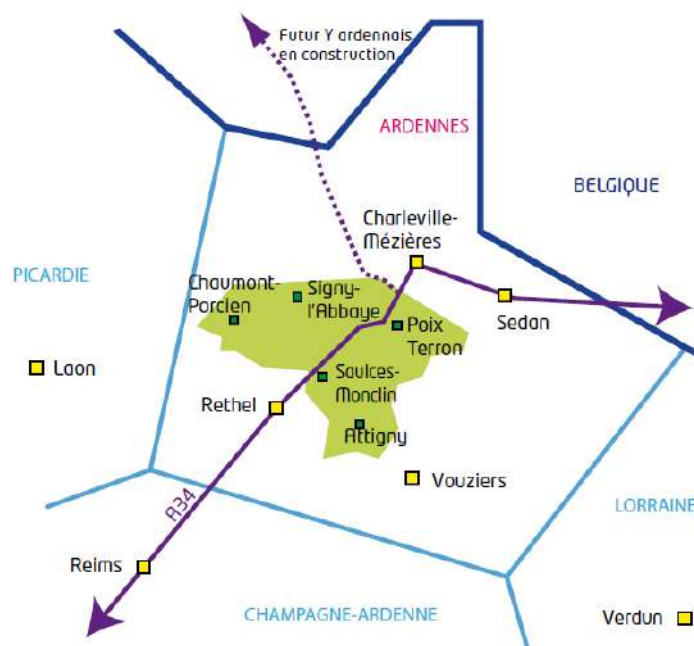 Futur Y ardennais
en construction
ARDENNES
BELGIQUE
Charleville-
Mézières
PICARDIE
Chaumont-
Porcien
Signy-
l'Abbaye
Sedan
Poix
Terron
Laon
Saulces-
Monclin
Rethel
Attigny
Vouziers
A34
LORRAINE
Reims
CHAMPAGNE-ARDENNE
Verdun